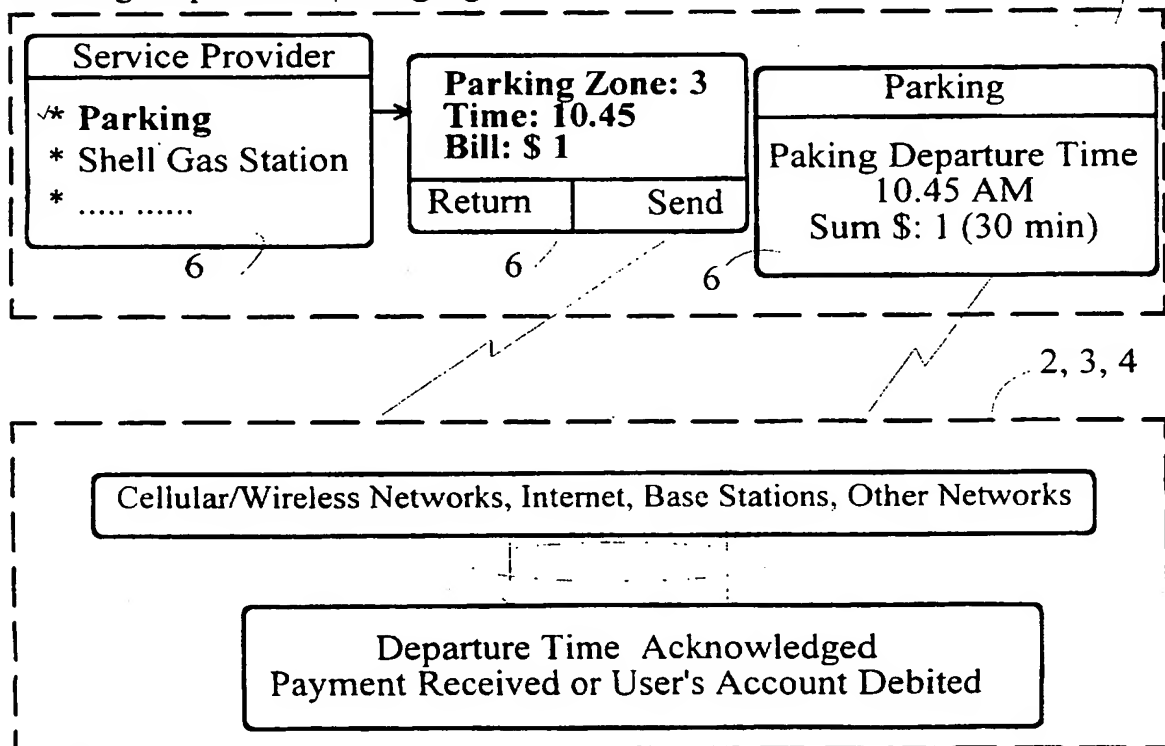 Service Provider
* Parking
* Shell Gas Station
* ..... ......
6
Parking Zone: 3
Time: 10.45
Bill: $ 1
Return Send
6
Parking
Paking Departure Time
10.45 AM
Sum $: 1 (30 min)
6
2, 3, 4
Cellular/Wireless Networks, Internet, Base Stations, Other Networks
Departure Time Acknowledged
Payment Received or User's Account Debited